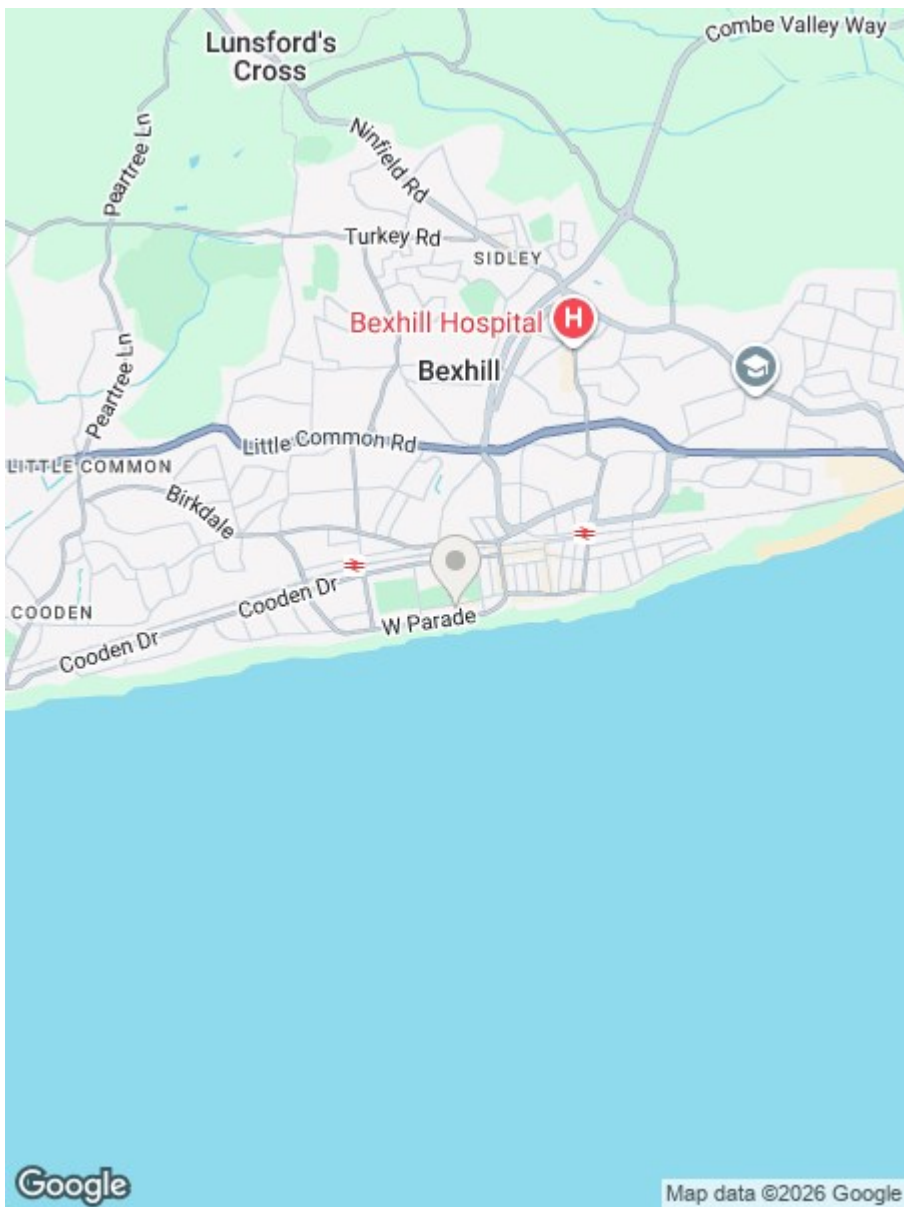 Combe Valley Way
Lunsford's
Cross
Ninfield Rd
Peartree Ln
Turkey Rd
SIDLEY
Bexhill Hospital
H
Peartree Ln
Bexhill
Little Common Rd
LITTLE COMMON
Birkdale
Cooden Dr
COODEN
W Parade
Cooden Dr
Google
Map data ©2026 Google